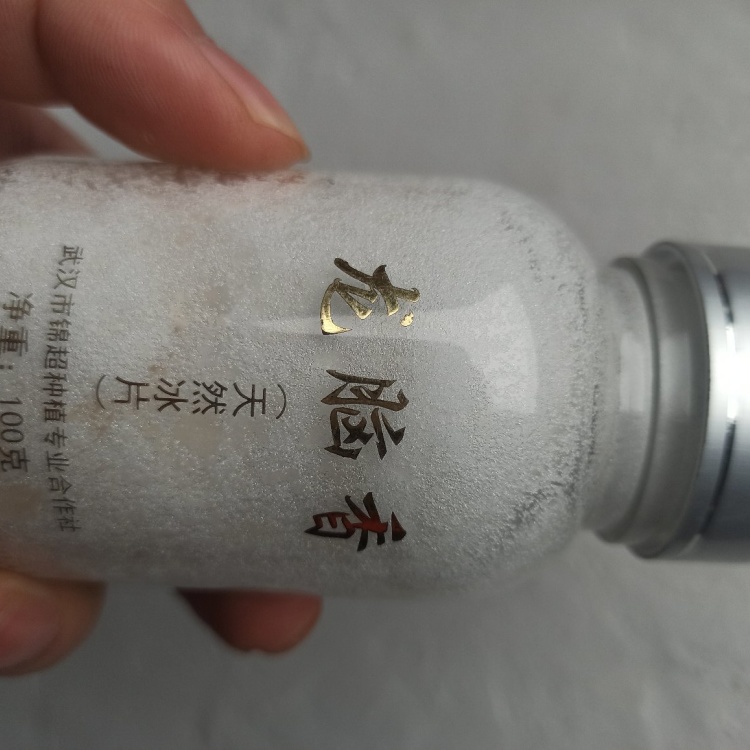 龙脑香
（天然冰片）
净重：100克
武汉市锦超种植专业合作社